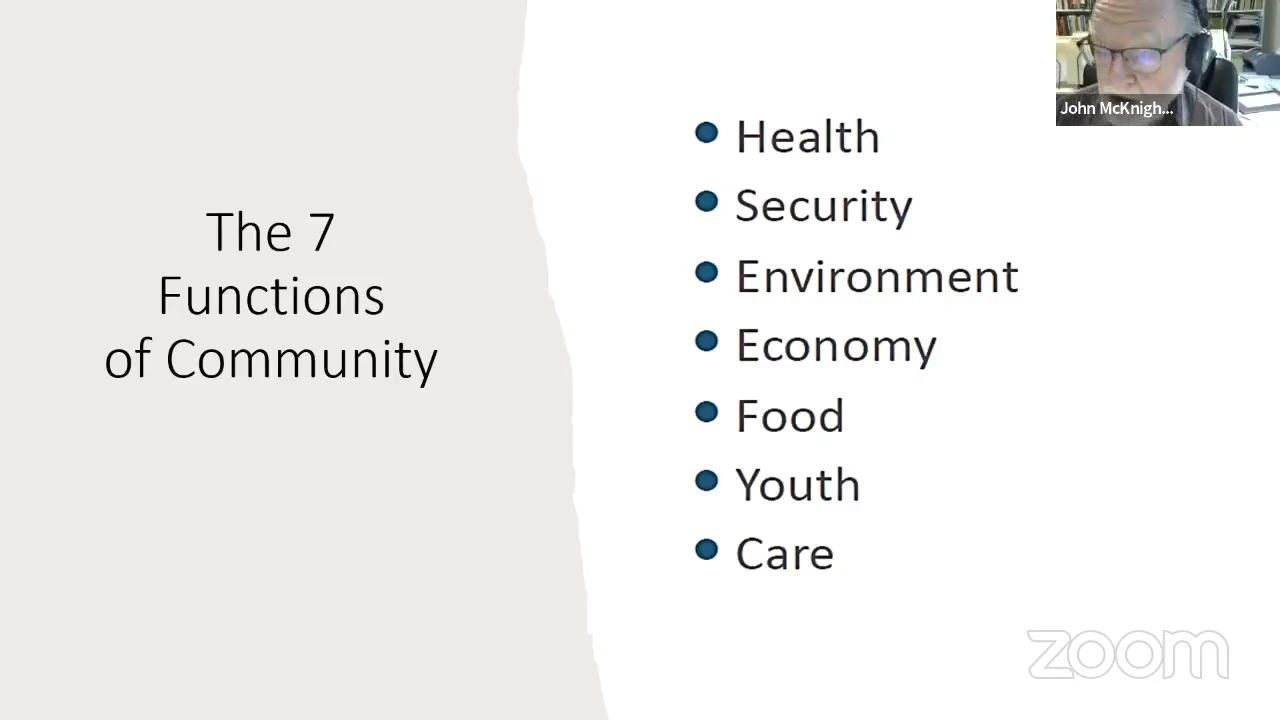 The 7
Functions
of Community
Health
Security
Environment
Economy
Food
Youth
Care
John McKnigh...
zoom